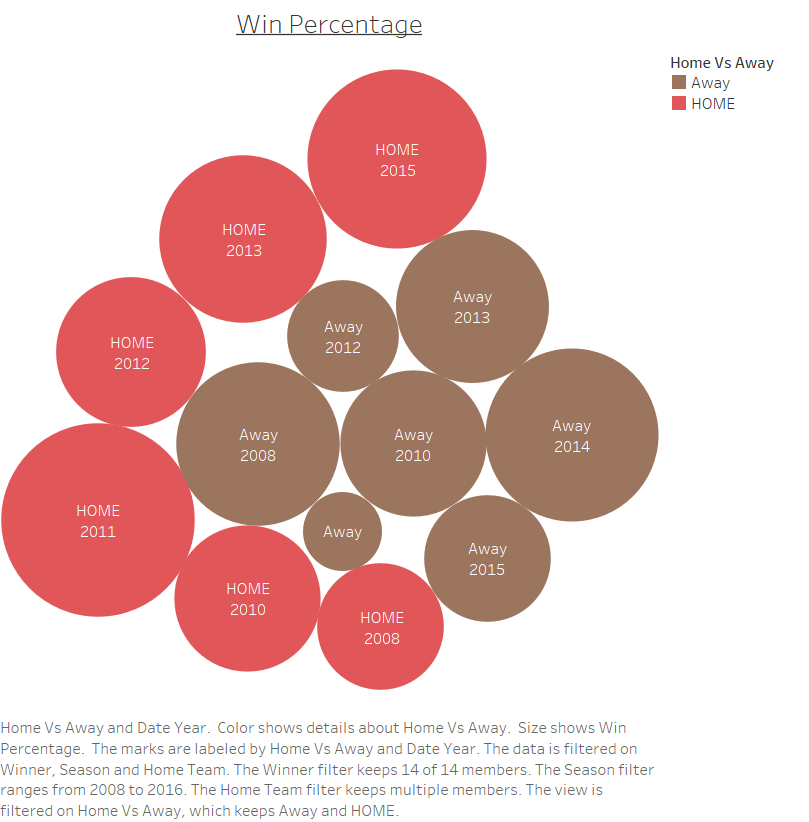 Win Percentage
Home Vs Away
Away
HOME
HOME
2015
HOME
2013
Away
2013
Away
2012
HOME
2012
Away
2008
Away
2010
Away
2014
HOME
2011
Away
Away
2015
HOME
2010
HOME
2008
Home Vs Away and Date Year.  Color shows details about Home Vs Away.  Size shows Win
Percentage.  The marks are labeled by Home Vs Away and Date Year. The data is filtered on
Winner, Season and Home Team. The Winner filter keeps 14 of 14 members. The Season filter
ranges from 2008 to 2016. The Home Team filter keeps multiple members. The view is
filtered on Home Vs Away, which keeps Away and HOME.